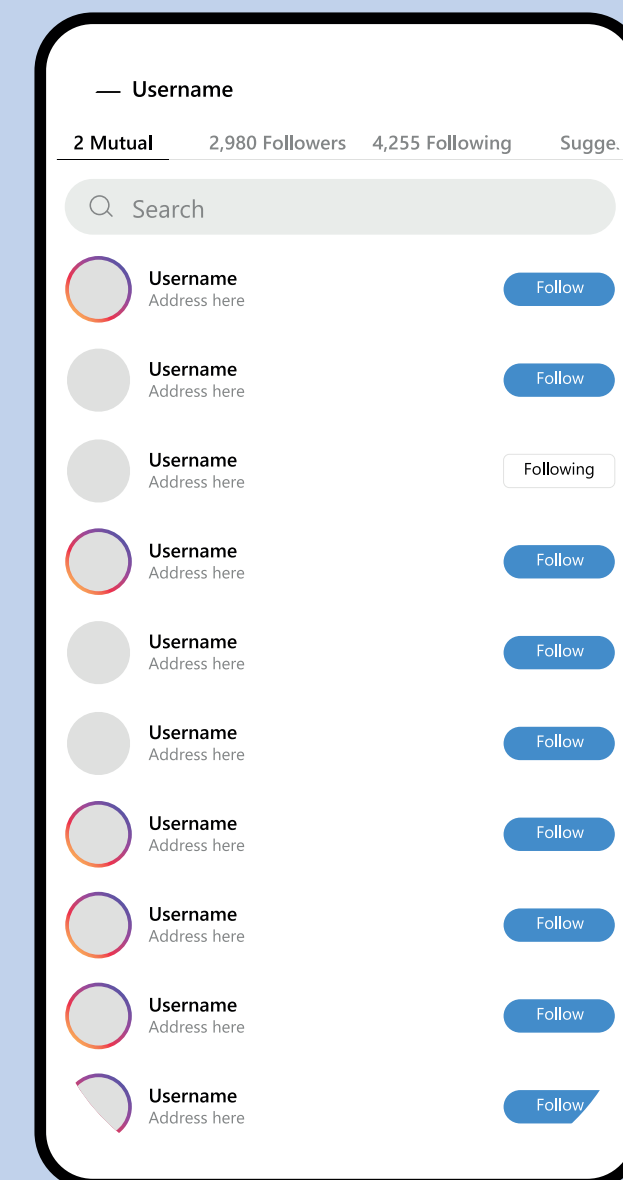 Username
2 Mutual 2,980 Followers 4,255 Following Sugge.
Search
Username
Address here
Follow
Username
Address here
Follow
Username
Address here
Following
Username
Address here
Follow
Username
Address here
Follow
Username
Address here
Follow
Username
Address here
Follow
Username
Address here
Follow
Username
Address here
Follow
Username
Address here
Follow